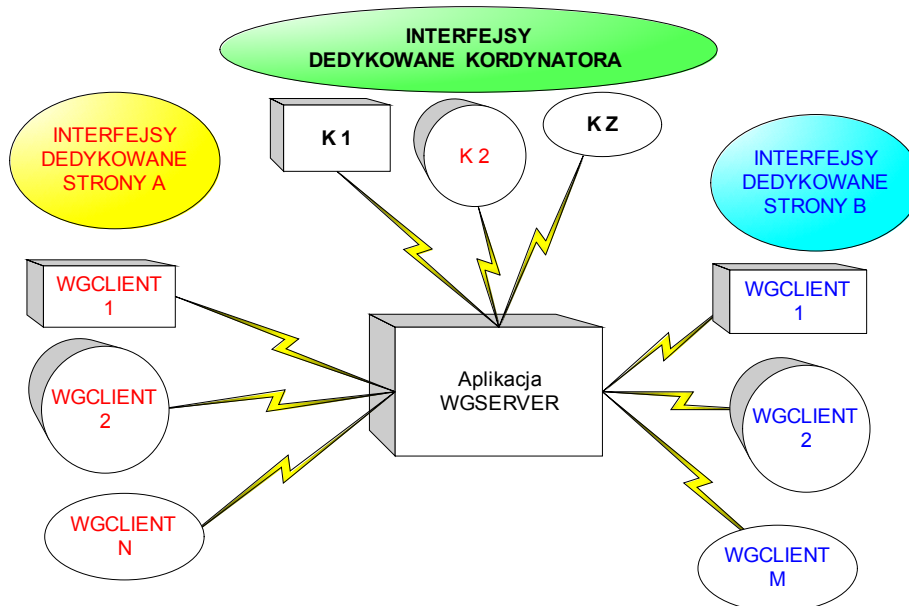 INTERFEJSY
DEDYKOWANE KORDYNATORA
K 1
K 2
K Z
INTERFEJSY
DEDYKOWANE
STRONY A
INTERFEJSY
DEDYKOWANE
STRONY B
WGCLIENT
1
WGCLIENT
2
WGCLIENT
N
Aplikacja
WGSERVER
WGCLIENT
1
WGCLIENT
2
WGCLIENT
M